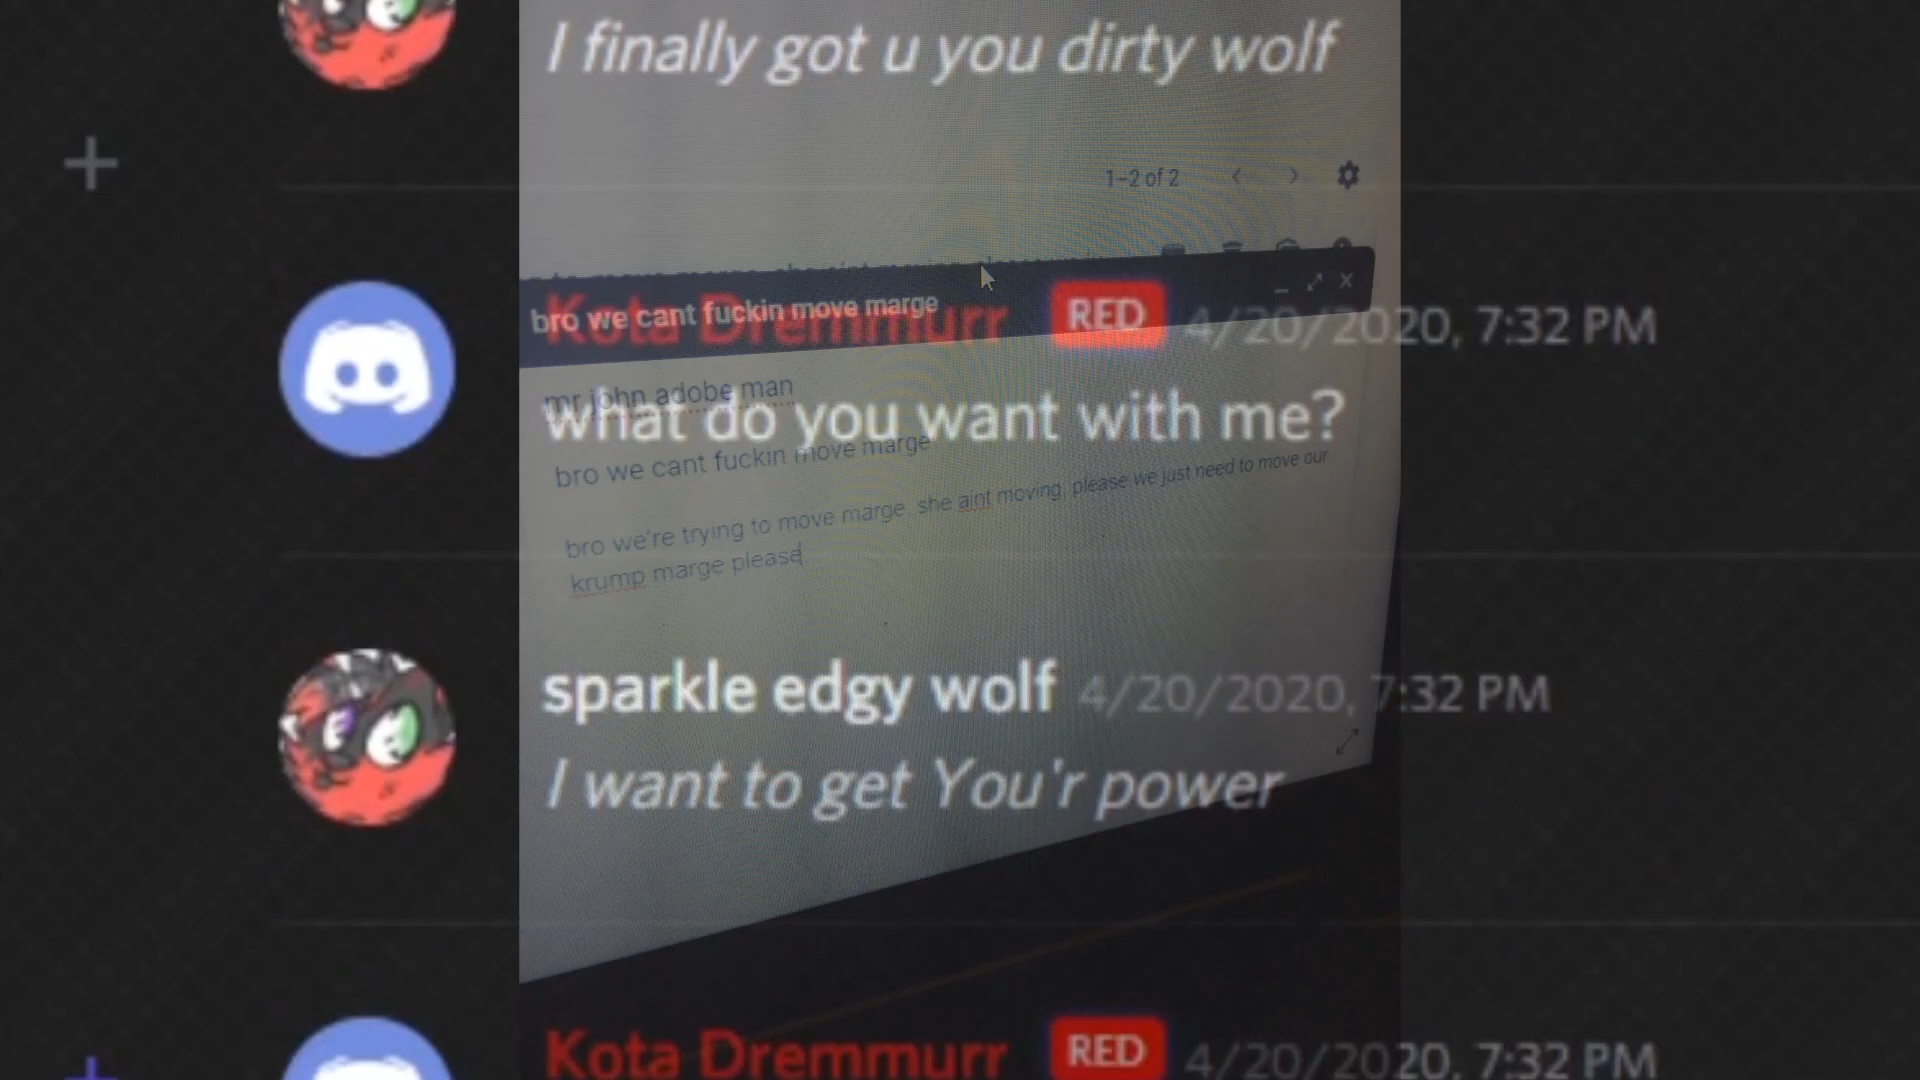 I finally got u you dirty wolf
1–2 of 2
bro we cant fuckin move marge
Kota Dremmurr RED 4/20/2020, 7:32 PM
mr john adobe man
what do you want with me?
bro we cant fuckin move marge
bro we're trying to move marge. she aint moving, please we just need to move our
krump marge please
sparkle edgy wolf 4/20/2020, 7:32 PM
I want to get You'r power
Kota Dremmurr RED 4/20/2020, 7:32 PM